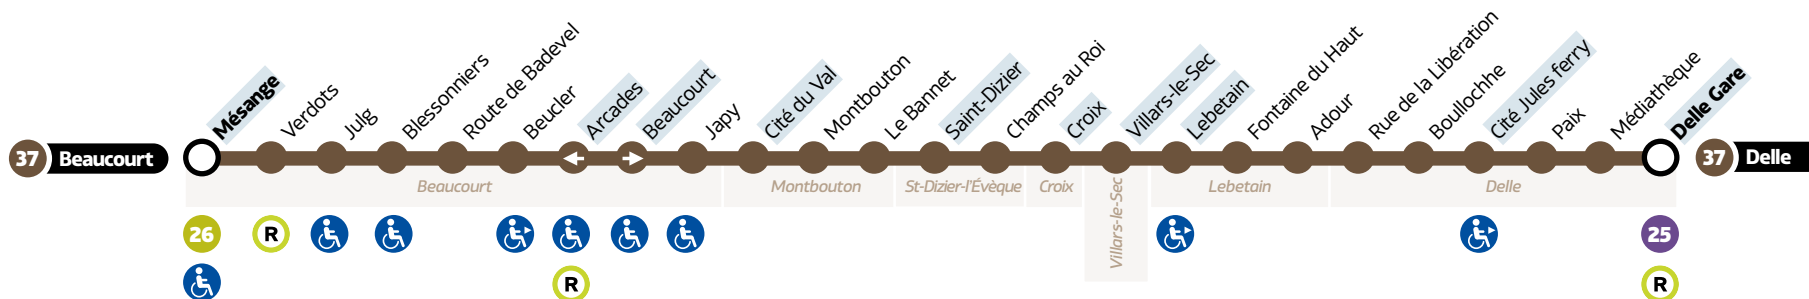 37 Beaucourt
Mésange
Verdots
Julg
Blessonniers
Route de Badevel
Beucler
Arcades
Beaucourt
Japy
Cité du Val
Montbouton
Le Bannet
Saint-Dizier
Champs au Roi
Croix
Villars-le-Sec
Lebetain
Fontaine du Haut
Adour
Rue de la Libération
Boullochhe
Cité Jules ferry
Paix
Médiathèque
Delle Gare
37 Delle
Beaucourt
Montbouton
St-Dizier-l'Évèque
Croix
Villars-le-Sec
Lebetain
Delle
26
R
25
R
R